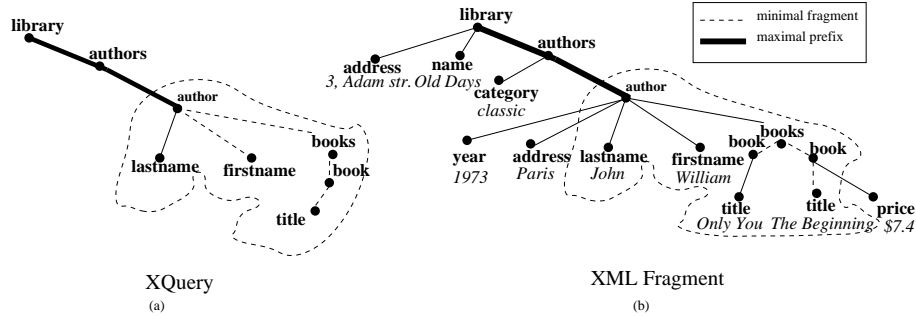 library
authors
author
lastname
firstname
books
book
title
XQuery
(a)
library
authors
address
3, Adam str.
name
Old Days
category
classic
author
year
1973
address
Paris
lastname
John
firstname
William
books
book
book
title
Only You
title
The Beginning
price
$7.4
XML Fragment
(b)
minimal fragment
maximal prefix